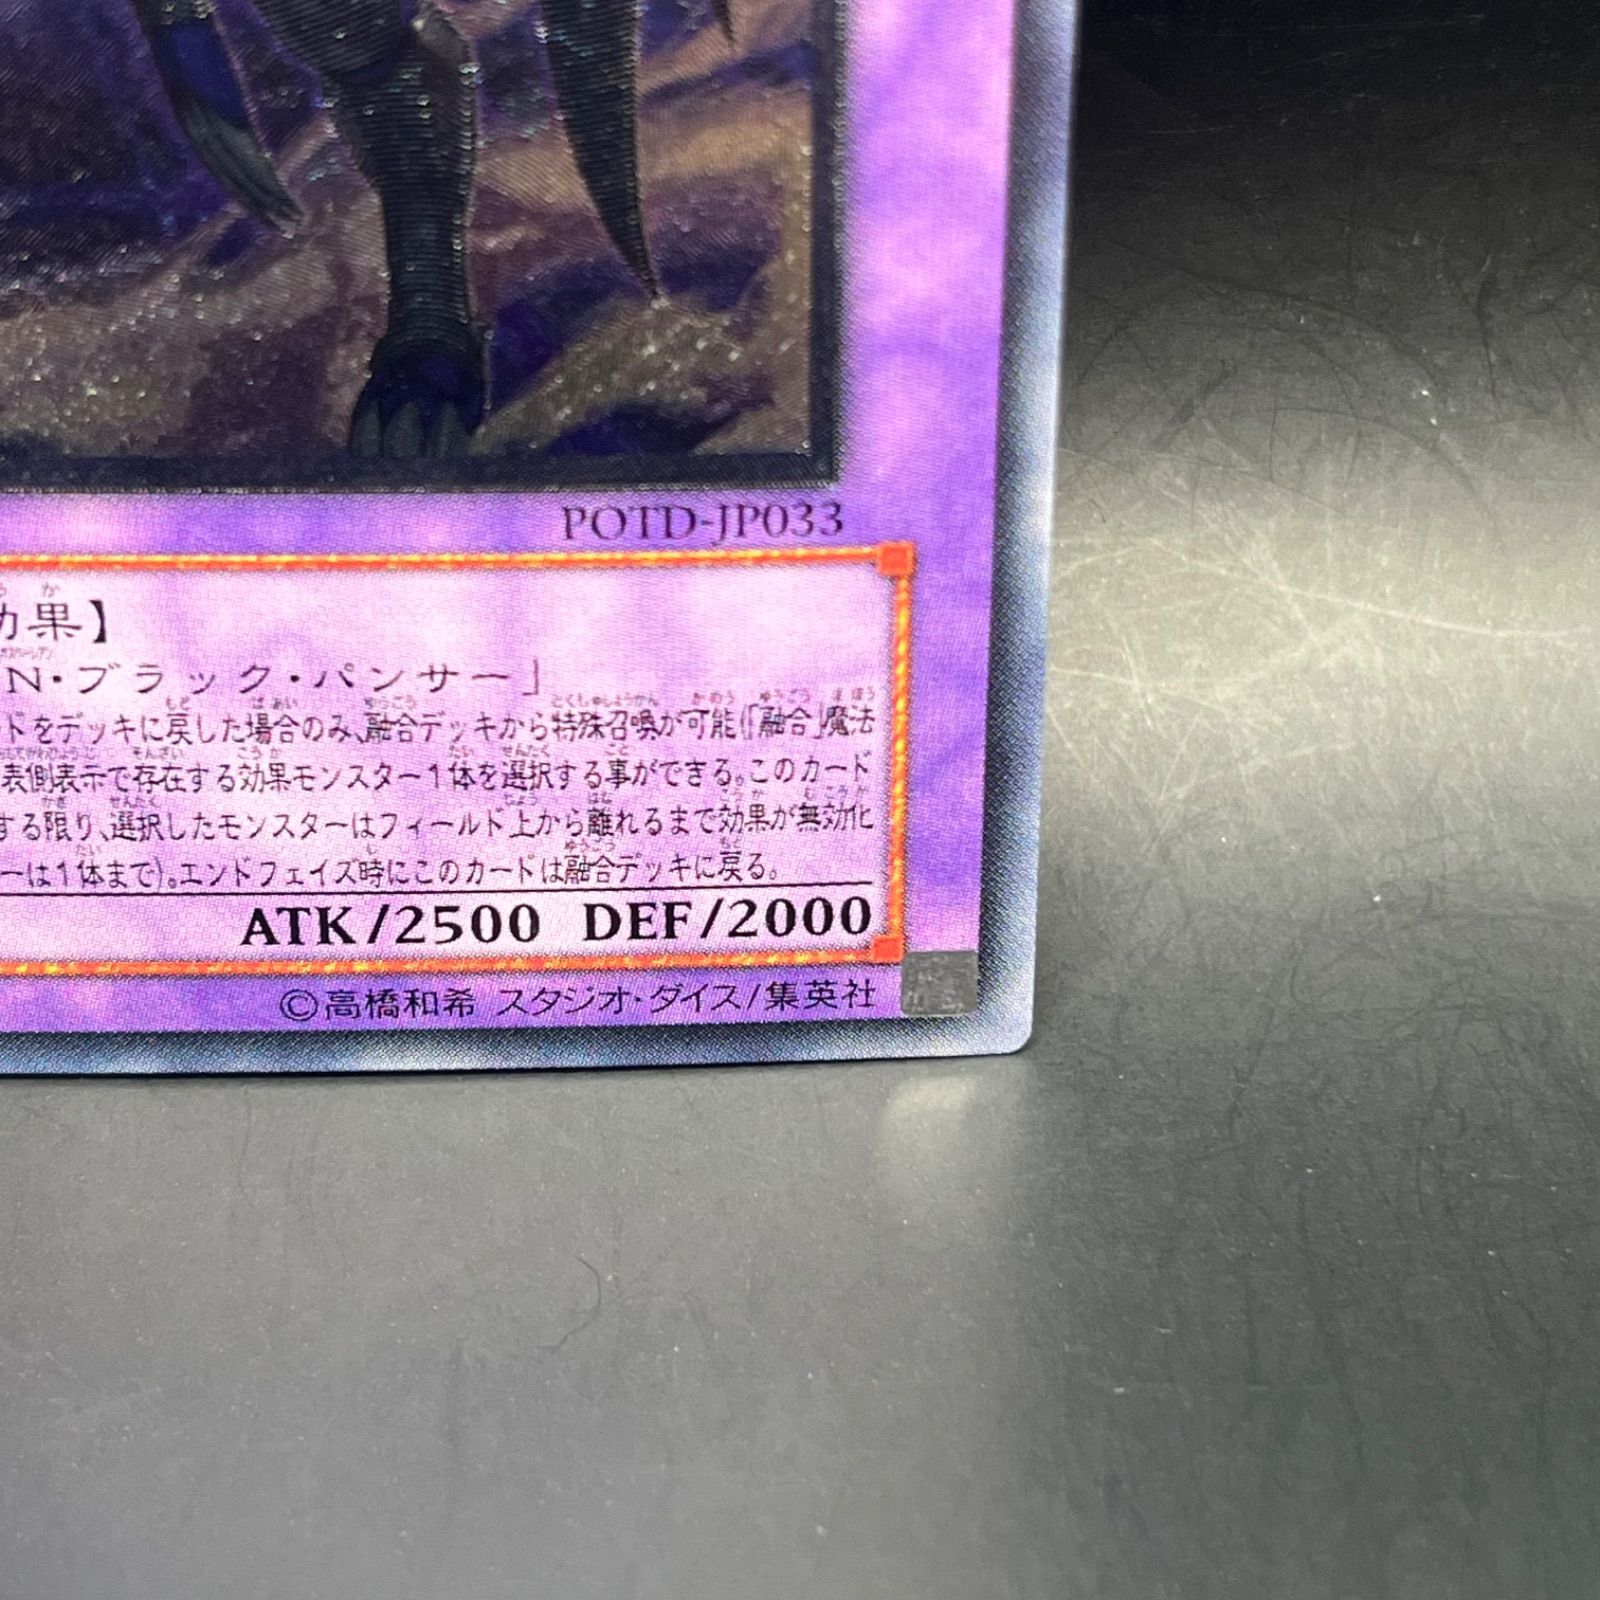 POTD-JP033
効果】
N・ブラック・パンサー」
ドをデッキに戻した場合のみ、融合デッキから特殊召喚が可能(「融合」魔法
表側表示で存在する効果モンスター1体を選択する事ができる。このカード
する限り、選択したモンスターはフィールド上から離れるまで効果が無効化
ーは1体まで)。エンドフェイズ時にこのカードは融合デッキに戻る。
ATK/2500 DEF/2000
©高橋和希 スタジオ・ダイス/集英社